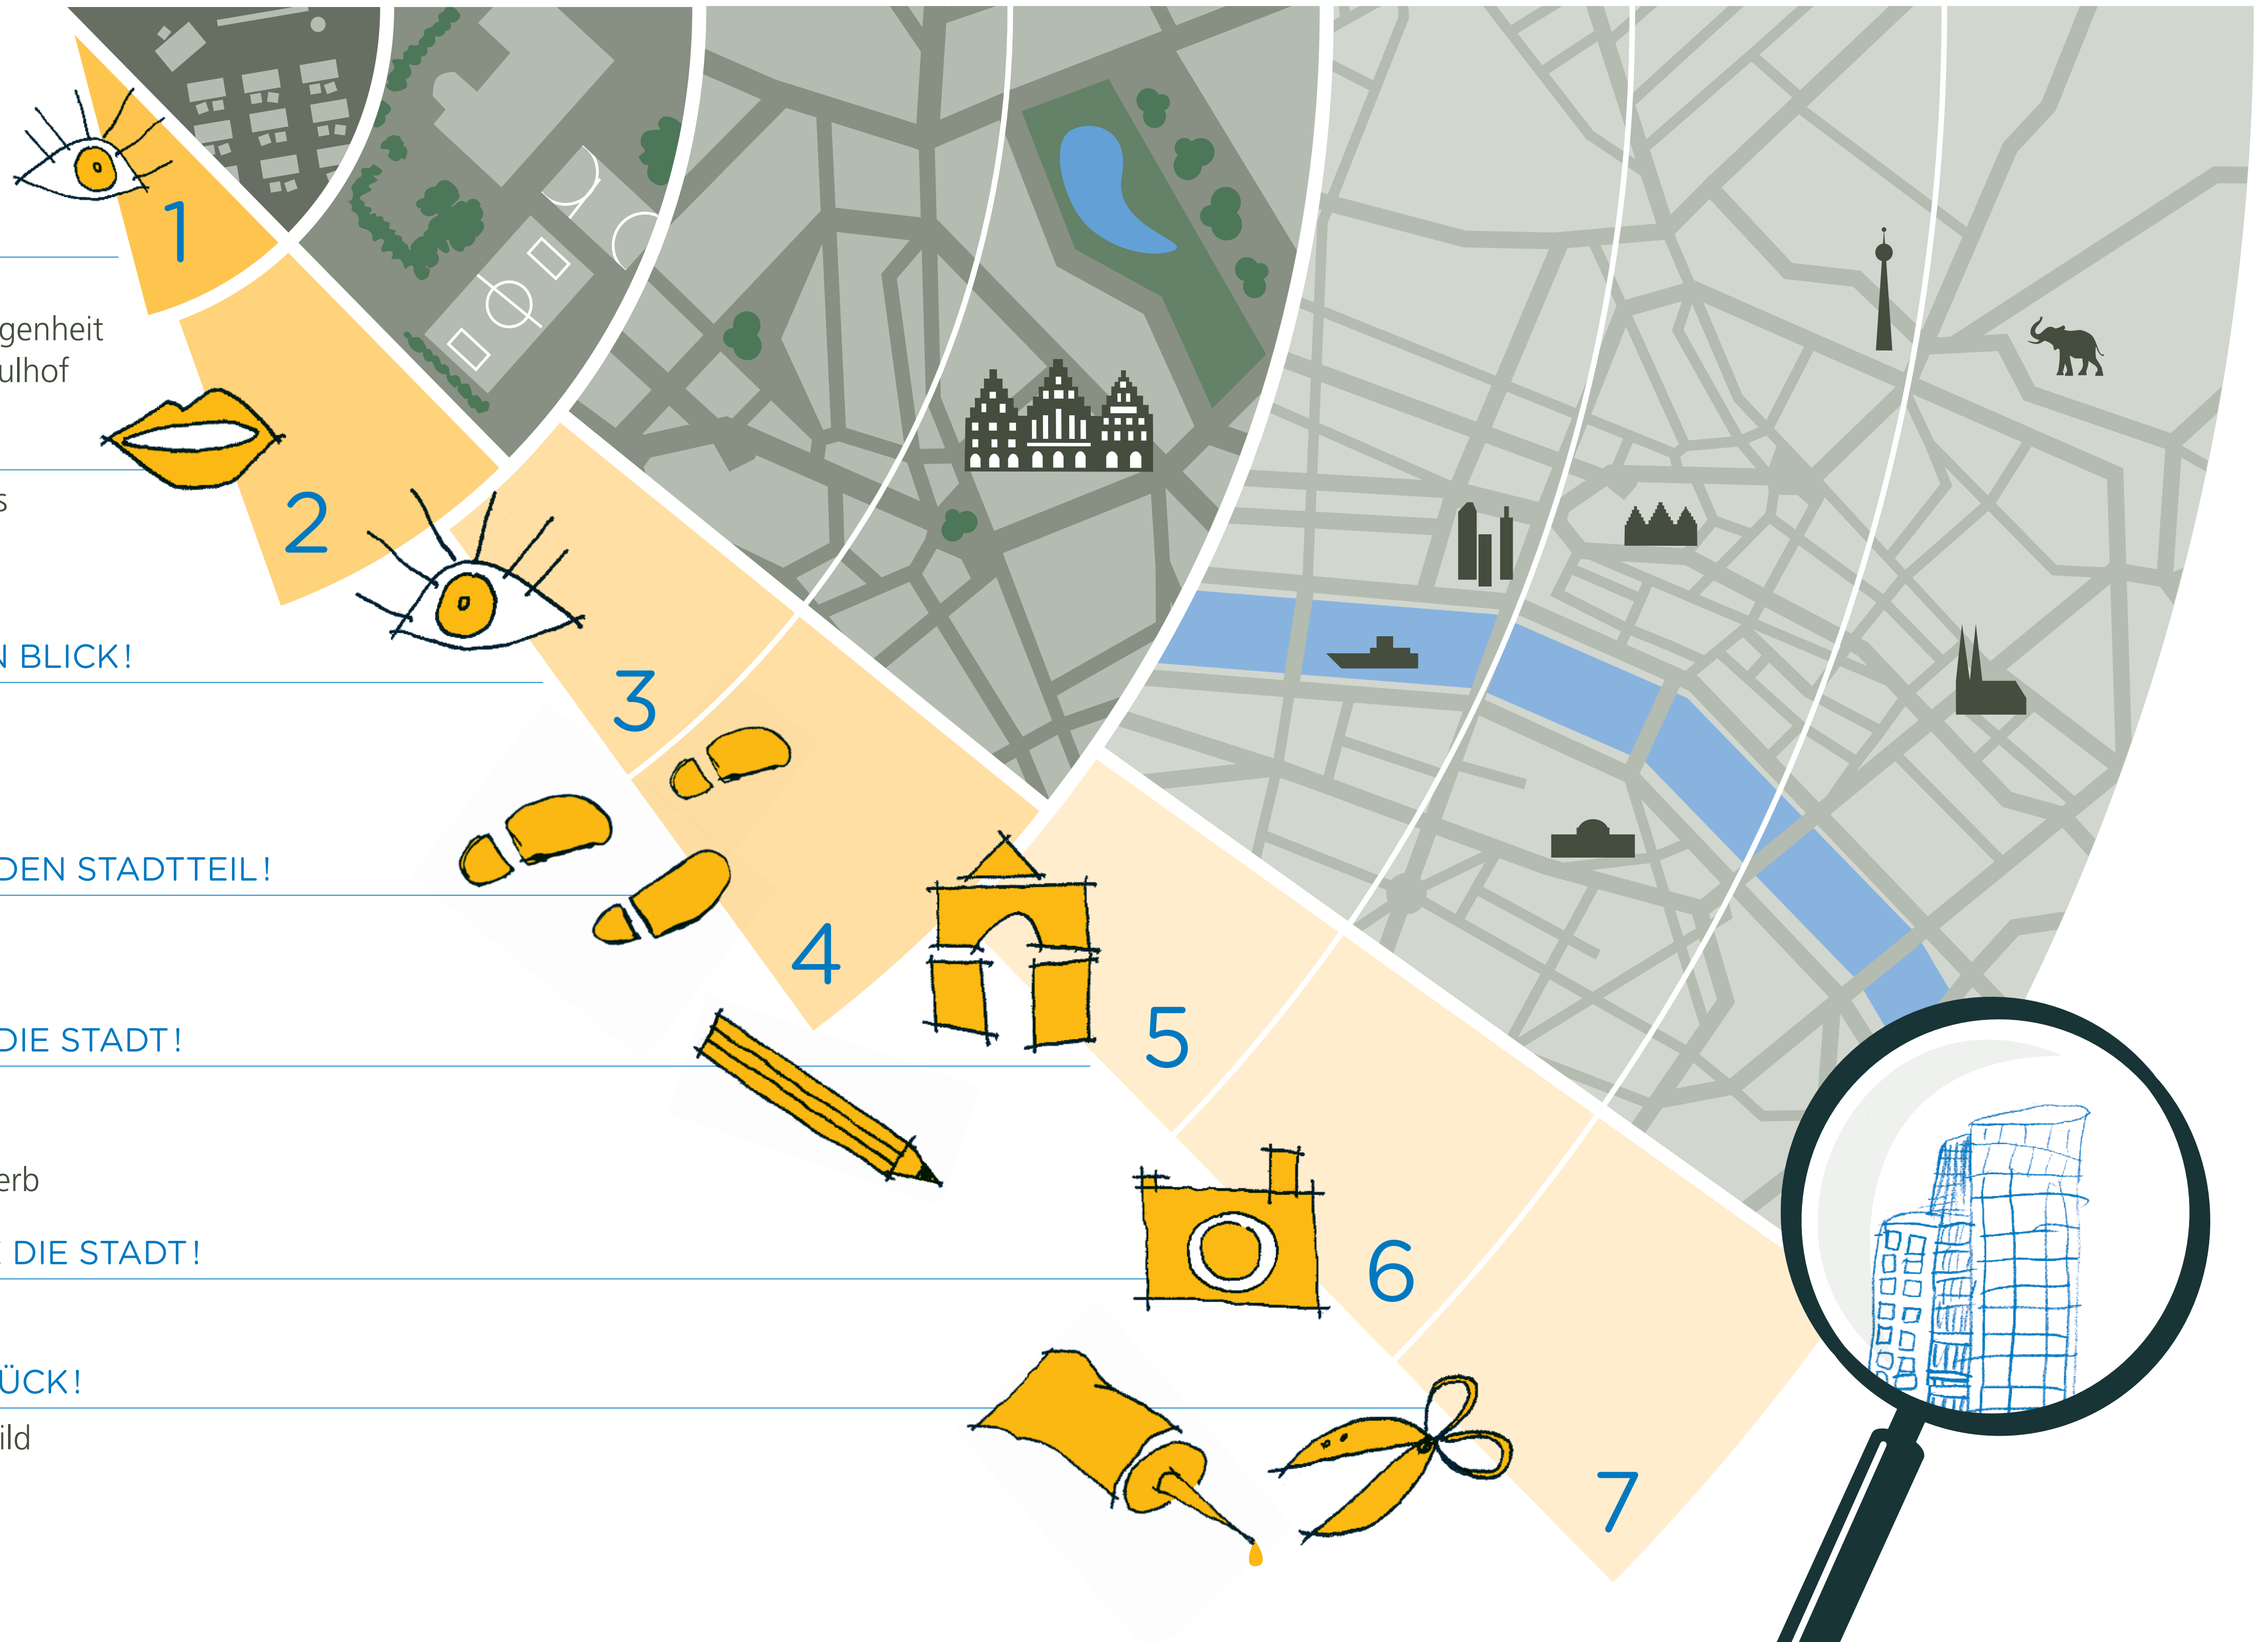 1
genheit
ulhof
2
s
N BLICK!
3
DEN STADTTEIL!
4
DIE STADT!
5
erb
DIE STADT!
6
ÜCK!
ild
7